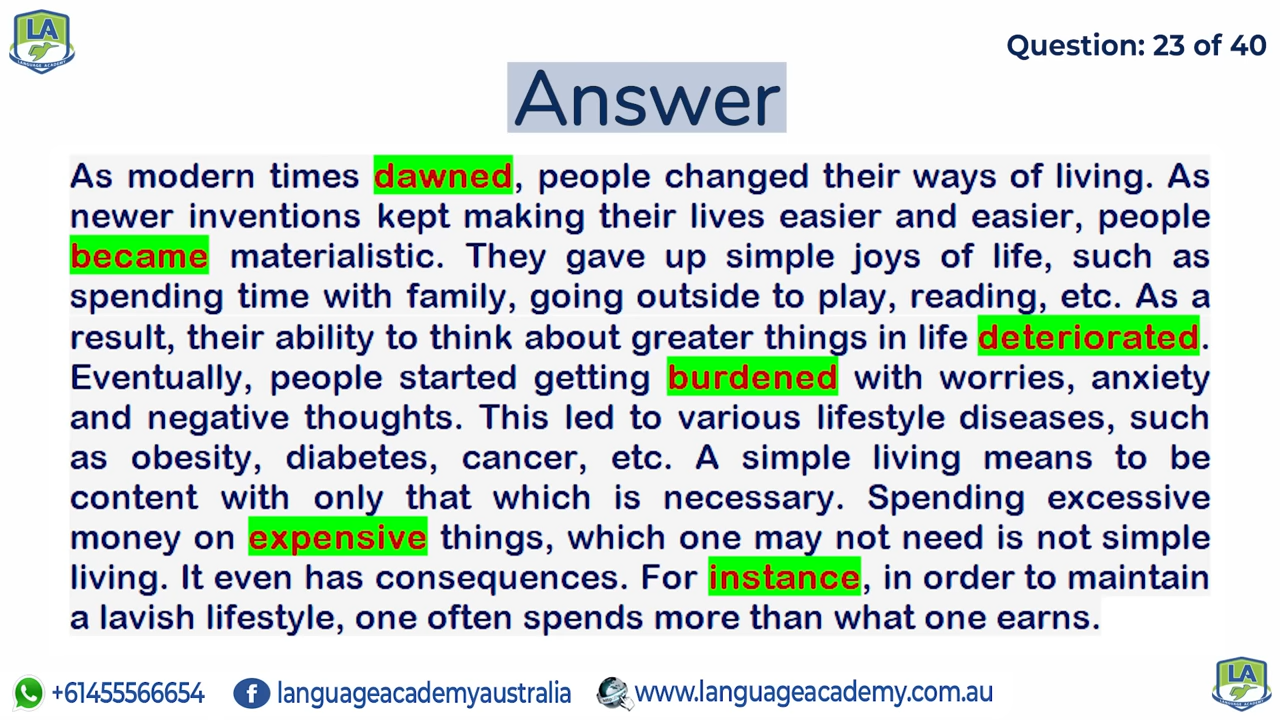 LA
LANGUAGE ACADEMY
Question: 23 of 40
Answer
As modern times dawned, people changed their ways of living. As
newer inventions kept making their lives easier and easier, people
became materialistic. They gave up simple joys of life, such as
spending time with family, going outside to play, reading, etc. As a
result, their ability to think about greater things in life deteriorated.
Eventually, people started getting burdened with worries, anxiety
and negative thoughts. This led to various lifestyle diseases, such
as obesity, diabetes, cancer, etc. A simple living means to be
content with only that which is necessary. Spending excessive
money on expensive things, which one may not need is not simple
living. It even has consequences. For instance, in order to maintain
a lavish lifestyle, one often spends more than what one earns.
+61455566654 languageacademyaustralia www.languageacademy.com.au
LA
LANGUAGE ACADEMY